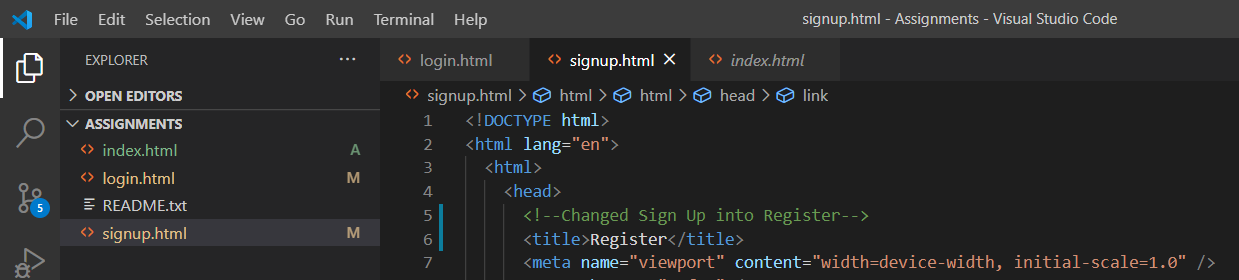 File Edit Selection View Go Run Terminal Help signup.html - Assignments - Visual Studio Code
EXPLORER ...
OPEN EDITORS
ASSIGNMENTS
index.html A
login.html M
README.txt
signup.html M
5
login.html signup.html index.html
signup.html > html > html > head > link
1 <!DOCTYPE html>
2 <html lang="en">
3 <html>
4 <head>
5 <!--Changed Sign Up into Register-->
6 <title>Register</title>
7 <meta name="viewport" content="width=device-width, initial-scale=1.0" />